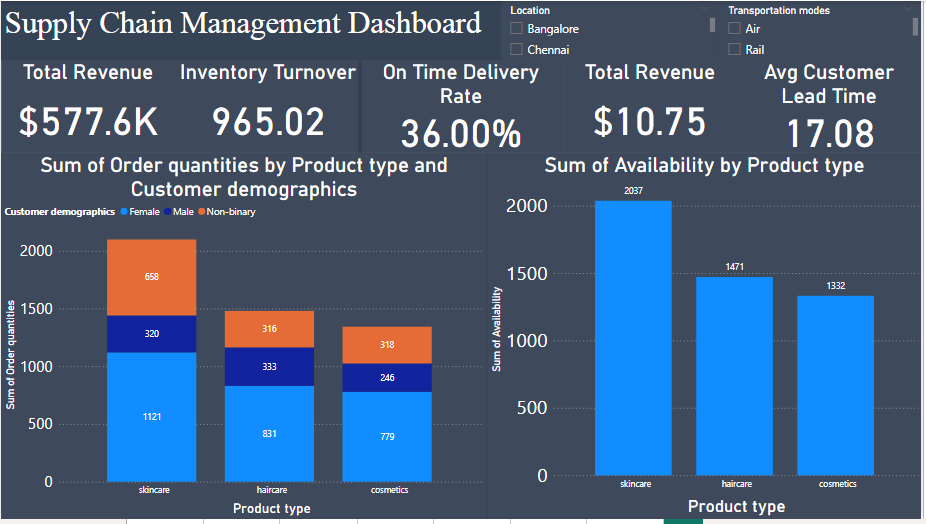 Supply Chain Management Dashboard
Location
Bangalore
Chennai
Transportation modes
Air
Rail
Total Revenue
$577.6K
Inventory Turnover
965.02
On Time Delivery
Rate
36.00%
Total Revenue
$10.75
Avg Customer
Lead Time
17.08
Sum of Order quantities by Product type and
Customer demographics
Customer demographics Female Male Non-binary
Sum of Order quantities
2000
1500
1000
500
0
658
320
1121
316
333
831
318
246
779
skincare haircare cosmetics
Product type
Sum of Availability by Product type
Sum of Availability
2000
1500
1000
500
0
2037
1471
1332
skincare haircare cosmetics
Product type